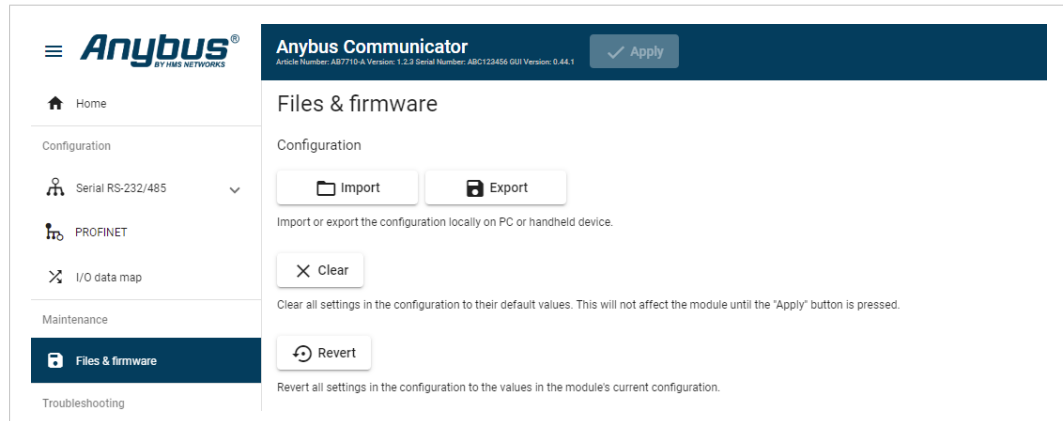 Anybus®
BY HMS NETWORKS
Anybus Communicator
Article Number: AB7710-A Version: 1.2.3 Serial Number: ABC123456 GUI Version: 0.44.1
Apply
Home
Configuration
Serial RS-232/485
PROFINET
I/O data map
Maintenance
Files & firmware
Troubleshooting
Files & firmware
Configuration
Import
Export
Import or export the configuration locally on PC or handheld device.
Clear
Clear all settings in the configuration to their default values. This will not affect the module until the "Apply" button is pressed.
Revert
Revert all settings in the configuration to the values in the module's current configuration.